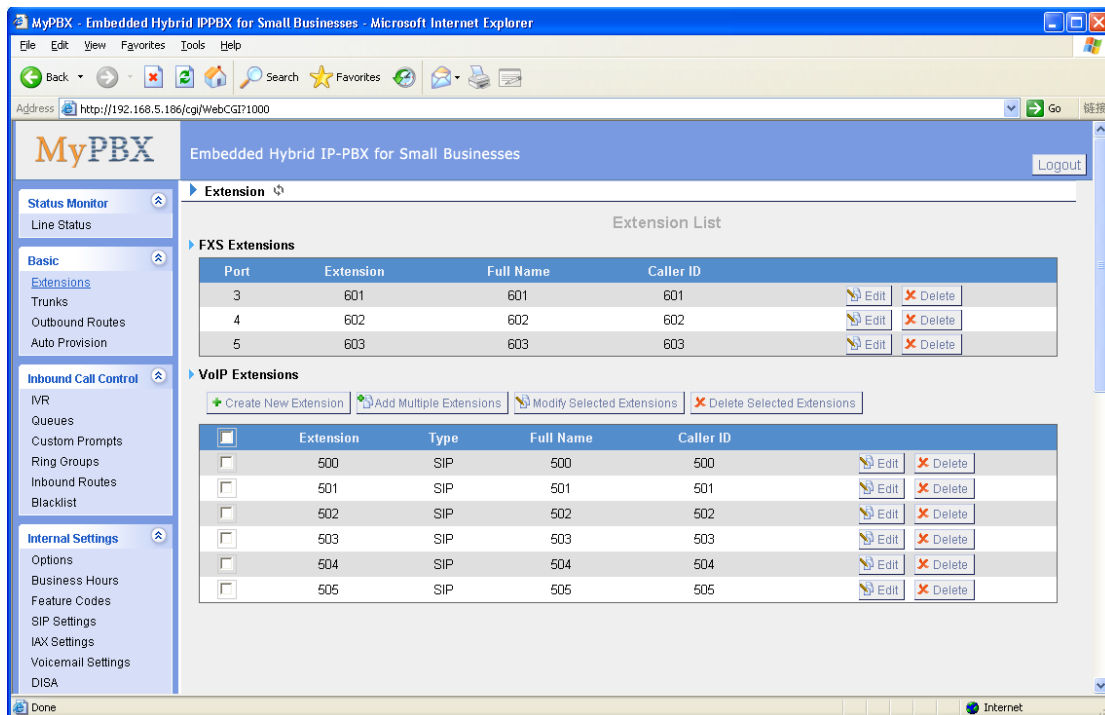 MyPBX - Embedded Hybrid IPPBX for Small Businesses - Microsoft Internet Explorer
File Edit View Favorites Tools Help
Back Search Favorites
Address http://192.168.5.186/cgi/WebCGI?1000 Go 链接
MyPBX
Embedded Hybrid IP-PBX for Small Businesses
Logout
Status Monitor
Line Status
Basic
Extensions
Trunks
Outbound Routes
Auto Provision
Inbound Call Control
IVR
Queues
Custom Prompts
Ring Groups
Inbound Routes
Blacklist
Internal Settings
Options
Business Hours
Feature Codes
SIP Settings
IAX Settings
Voicemail Settings
DISA
Extension
Extension List
FXS Extensions
Port Extension Full Name Caller ID
3 601 601 601 Edit Delete
4 602 602 602 Edit Delete
5 603 603 603 Edit Delete
VoIP Extensions
Create New Extension Add Multiple Extensions Modify Selected Extensions Delete Selected Extensions
Extension Type Full Name Caller ID
500 SIP 500 500 Edit Delete
501 SIP 501 501 Edit Delete
502 SIP 502 502 Edit Delete
503 SIP 503 503 Edit Delete
504 SIP 504 504 Edit Delete
505 SIP 505 505 Edit Delete
Done Internet